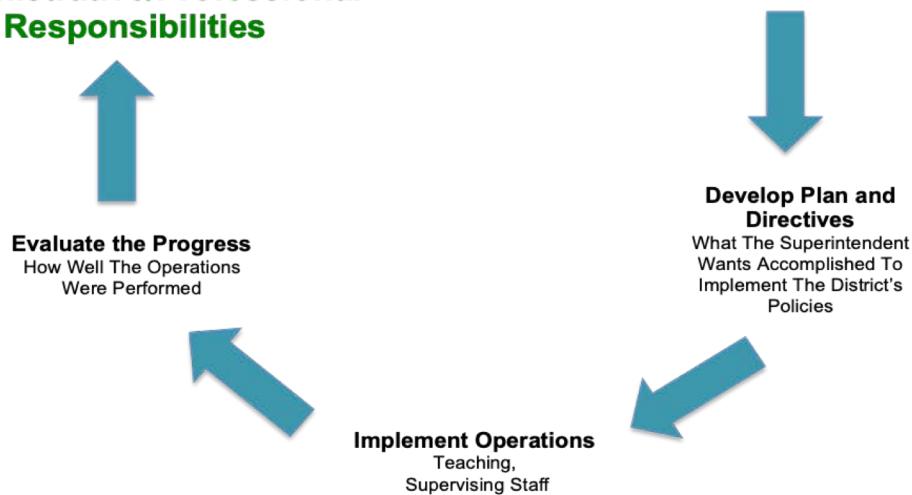 Responsibilities
Develop Plan and
Directives
What The Superintendent
Wants Accomplished To
Implement The District's
Policies
Evaluate the Progress
How Well The Operations
Were Performed
Implement Operations
Teaching,
Supervising Staff